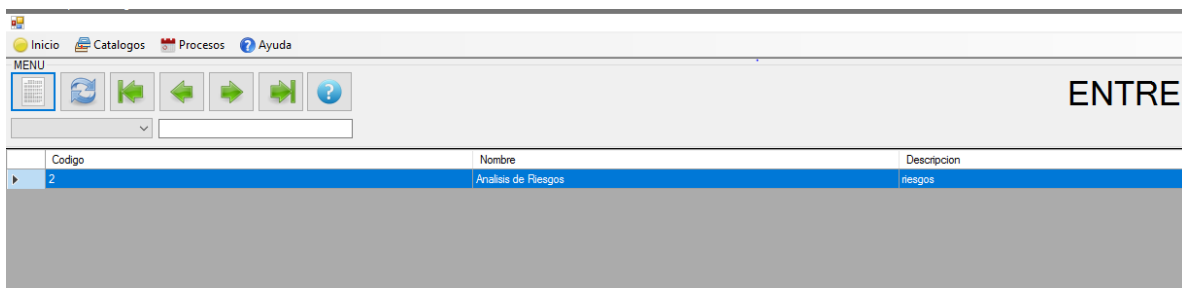 Inicio Catalogos Procesos Ayuda
MENU
ENTRE
Codigo Nombre Descripcion
2 Analisis de Riesgos riesgos